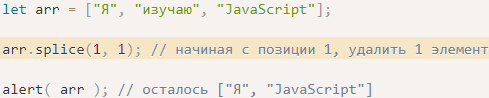 let arr = ["Я", "изучаю", "JavaScript"];
arr.splice(1, 1); // начиная с позиции 1, удалить 1 элемент
alert( arr ); // осталось ["Я", "JavaScript"]